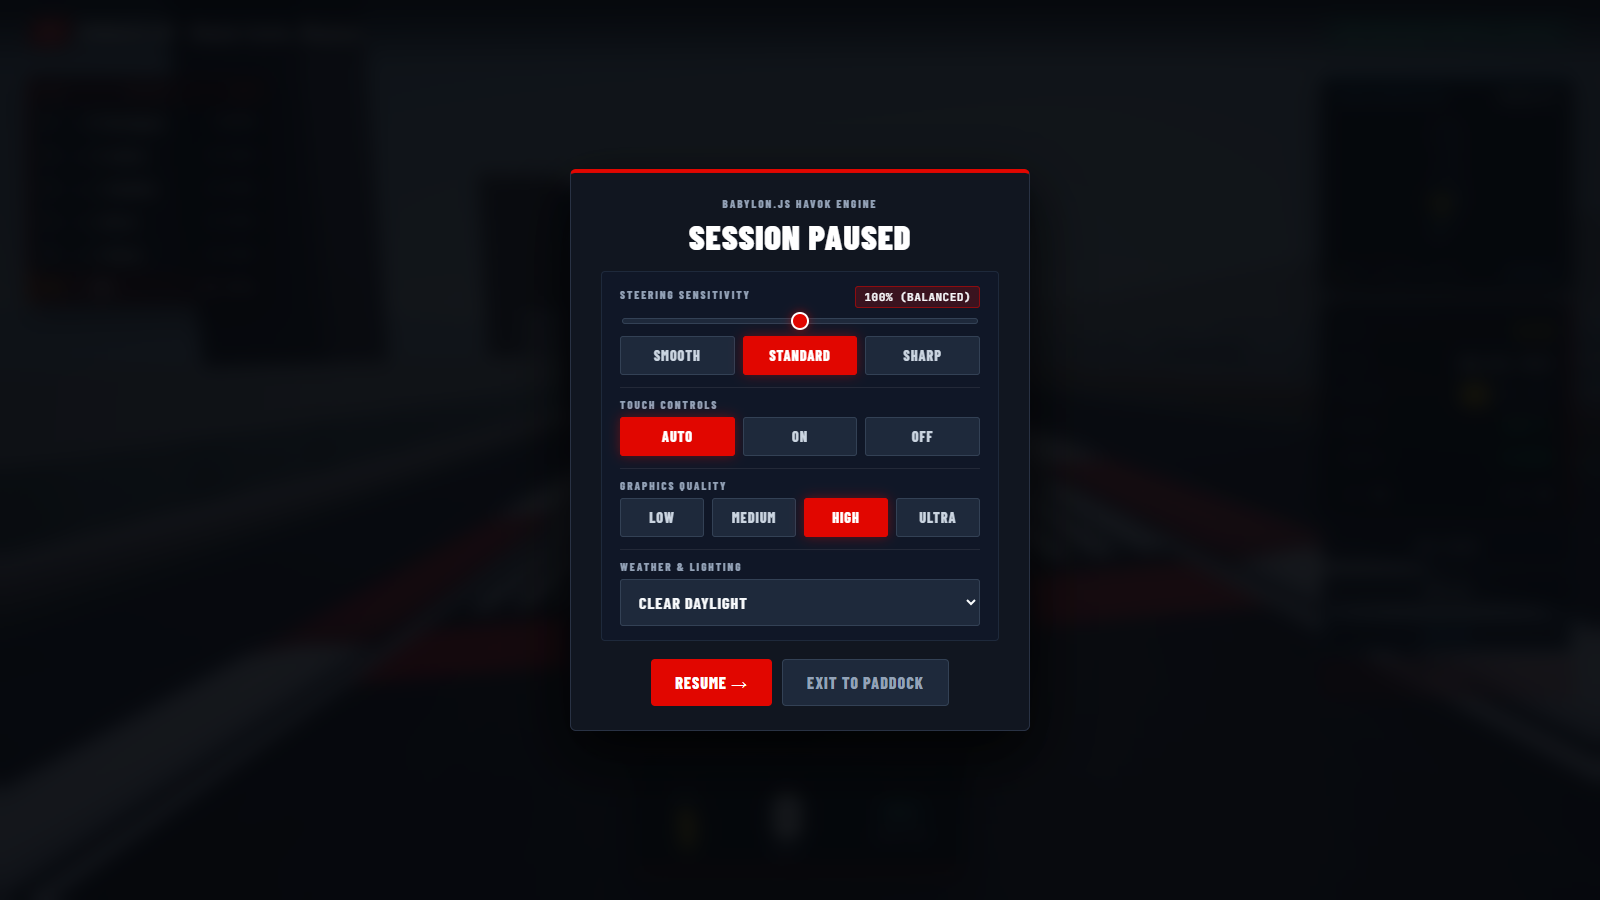 BABYLON.JS HAVOK ENGINE
SESSION PAUSED
STEERING SENSITIVITY
100% (BALANCED)
SMOOTH
STANDARD
SHARP
TOUCH CONTROLS
AUTO
ON
OFF
GRAPHICS QUALITY
LOW
MEDIUM
HIGH
ULTRA
WEATHER & LIGHTING
CLEAR DAYLIGHT
RESUME →
EXIT TO PADDOCK